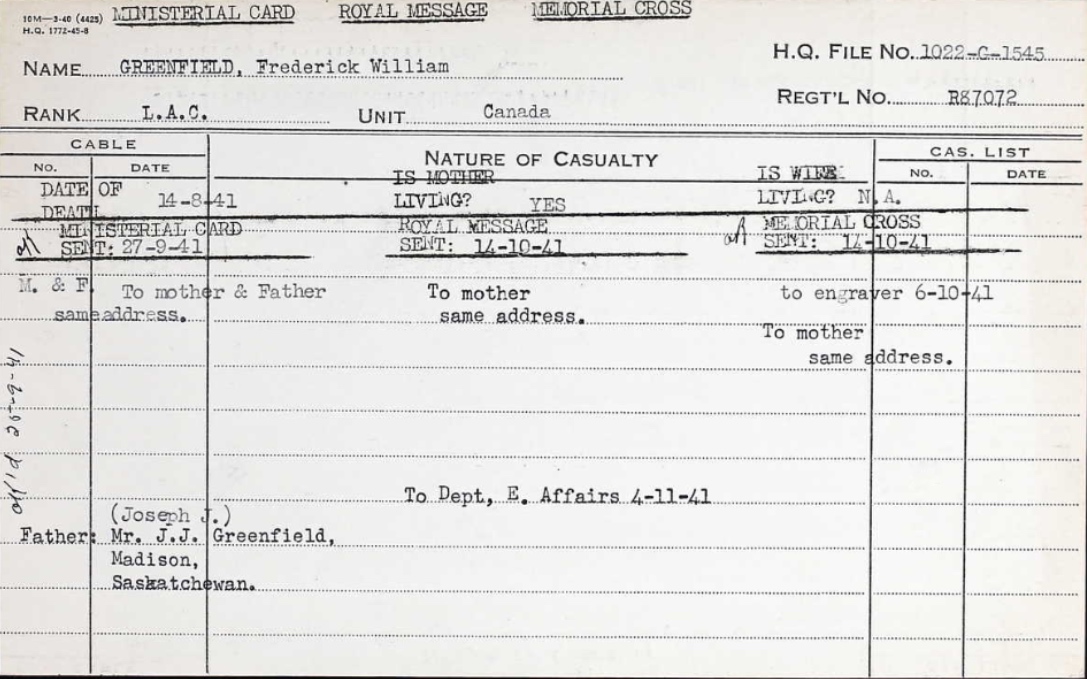 10M—3-40 (4425) MINISTERIAL CARD ROYAL MESSAGE MEMORIAL CROSS
H.Q. 1772-45-8
H.Q. FILE NO. 1022-G-1545
NAME GREENFIELD, Frederick William
REGT'L NO. R87072
RANK L.A.C. UNIT Canada
CABLE NATURE OF CASUALTY CAS. LIST
NO. DATE NO. DATE
IS MOTHER IS WIFE
DATE OF DEATH 14-8-41 LIVING? YES LIVING? N.A.
MINISTERIAL CARD ROYAL MESSAGE MEMORIAL CROSS
SENT: 27-9-41 SENT: 14-10-41 SENT: 14-10-41
M. & F. To mother & Father To mother to engraver 6-10-41
same address. same address.
To mother
same address.
To Dept, E. Affairs 4-11-41
(Joseph J.)
Father: Mr. J.J. Greenfield,
Madison,
Saskatchewan.